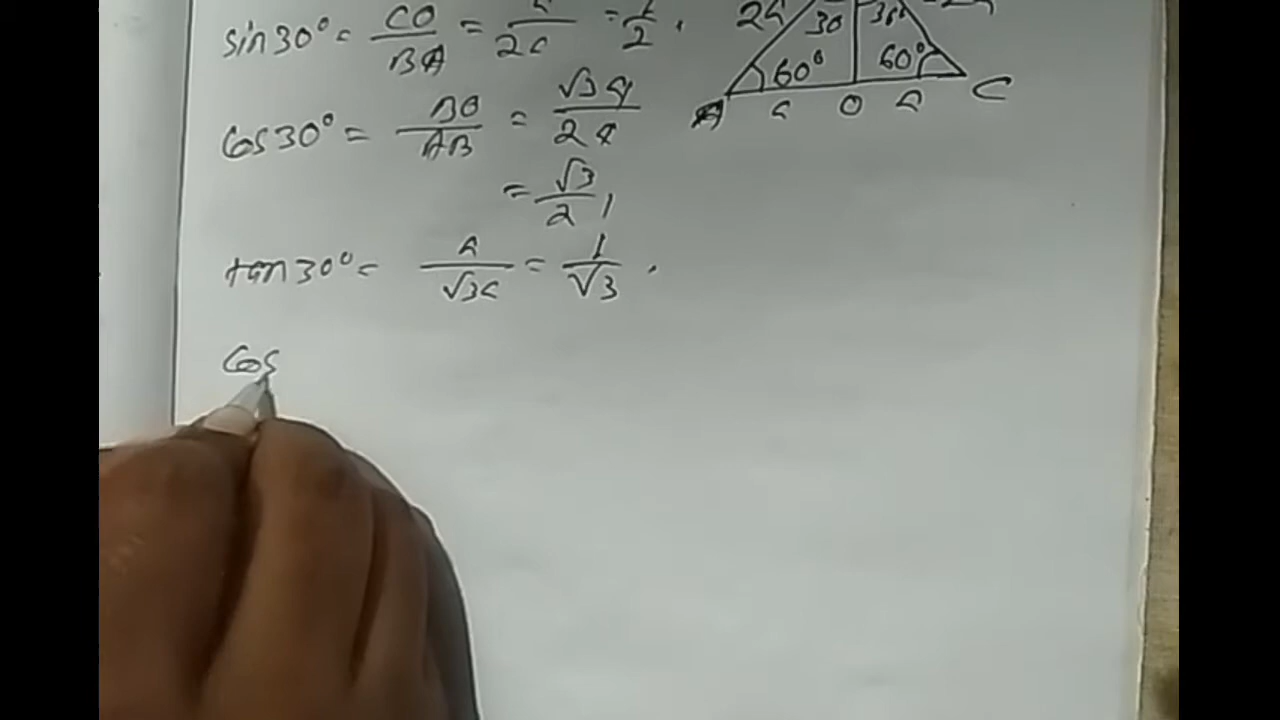 sin30° = CO/BA = a/2a = 1/2 .
2a 30 30
60° 60°
A a O a C
cos30° = BO/AB = √3a/2a
= √3/2 ,
tan30° = a/√3a = 1/√3 .
cos